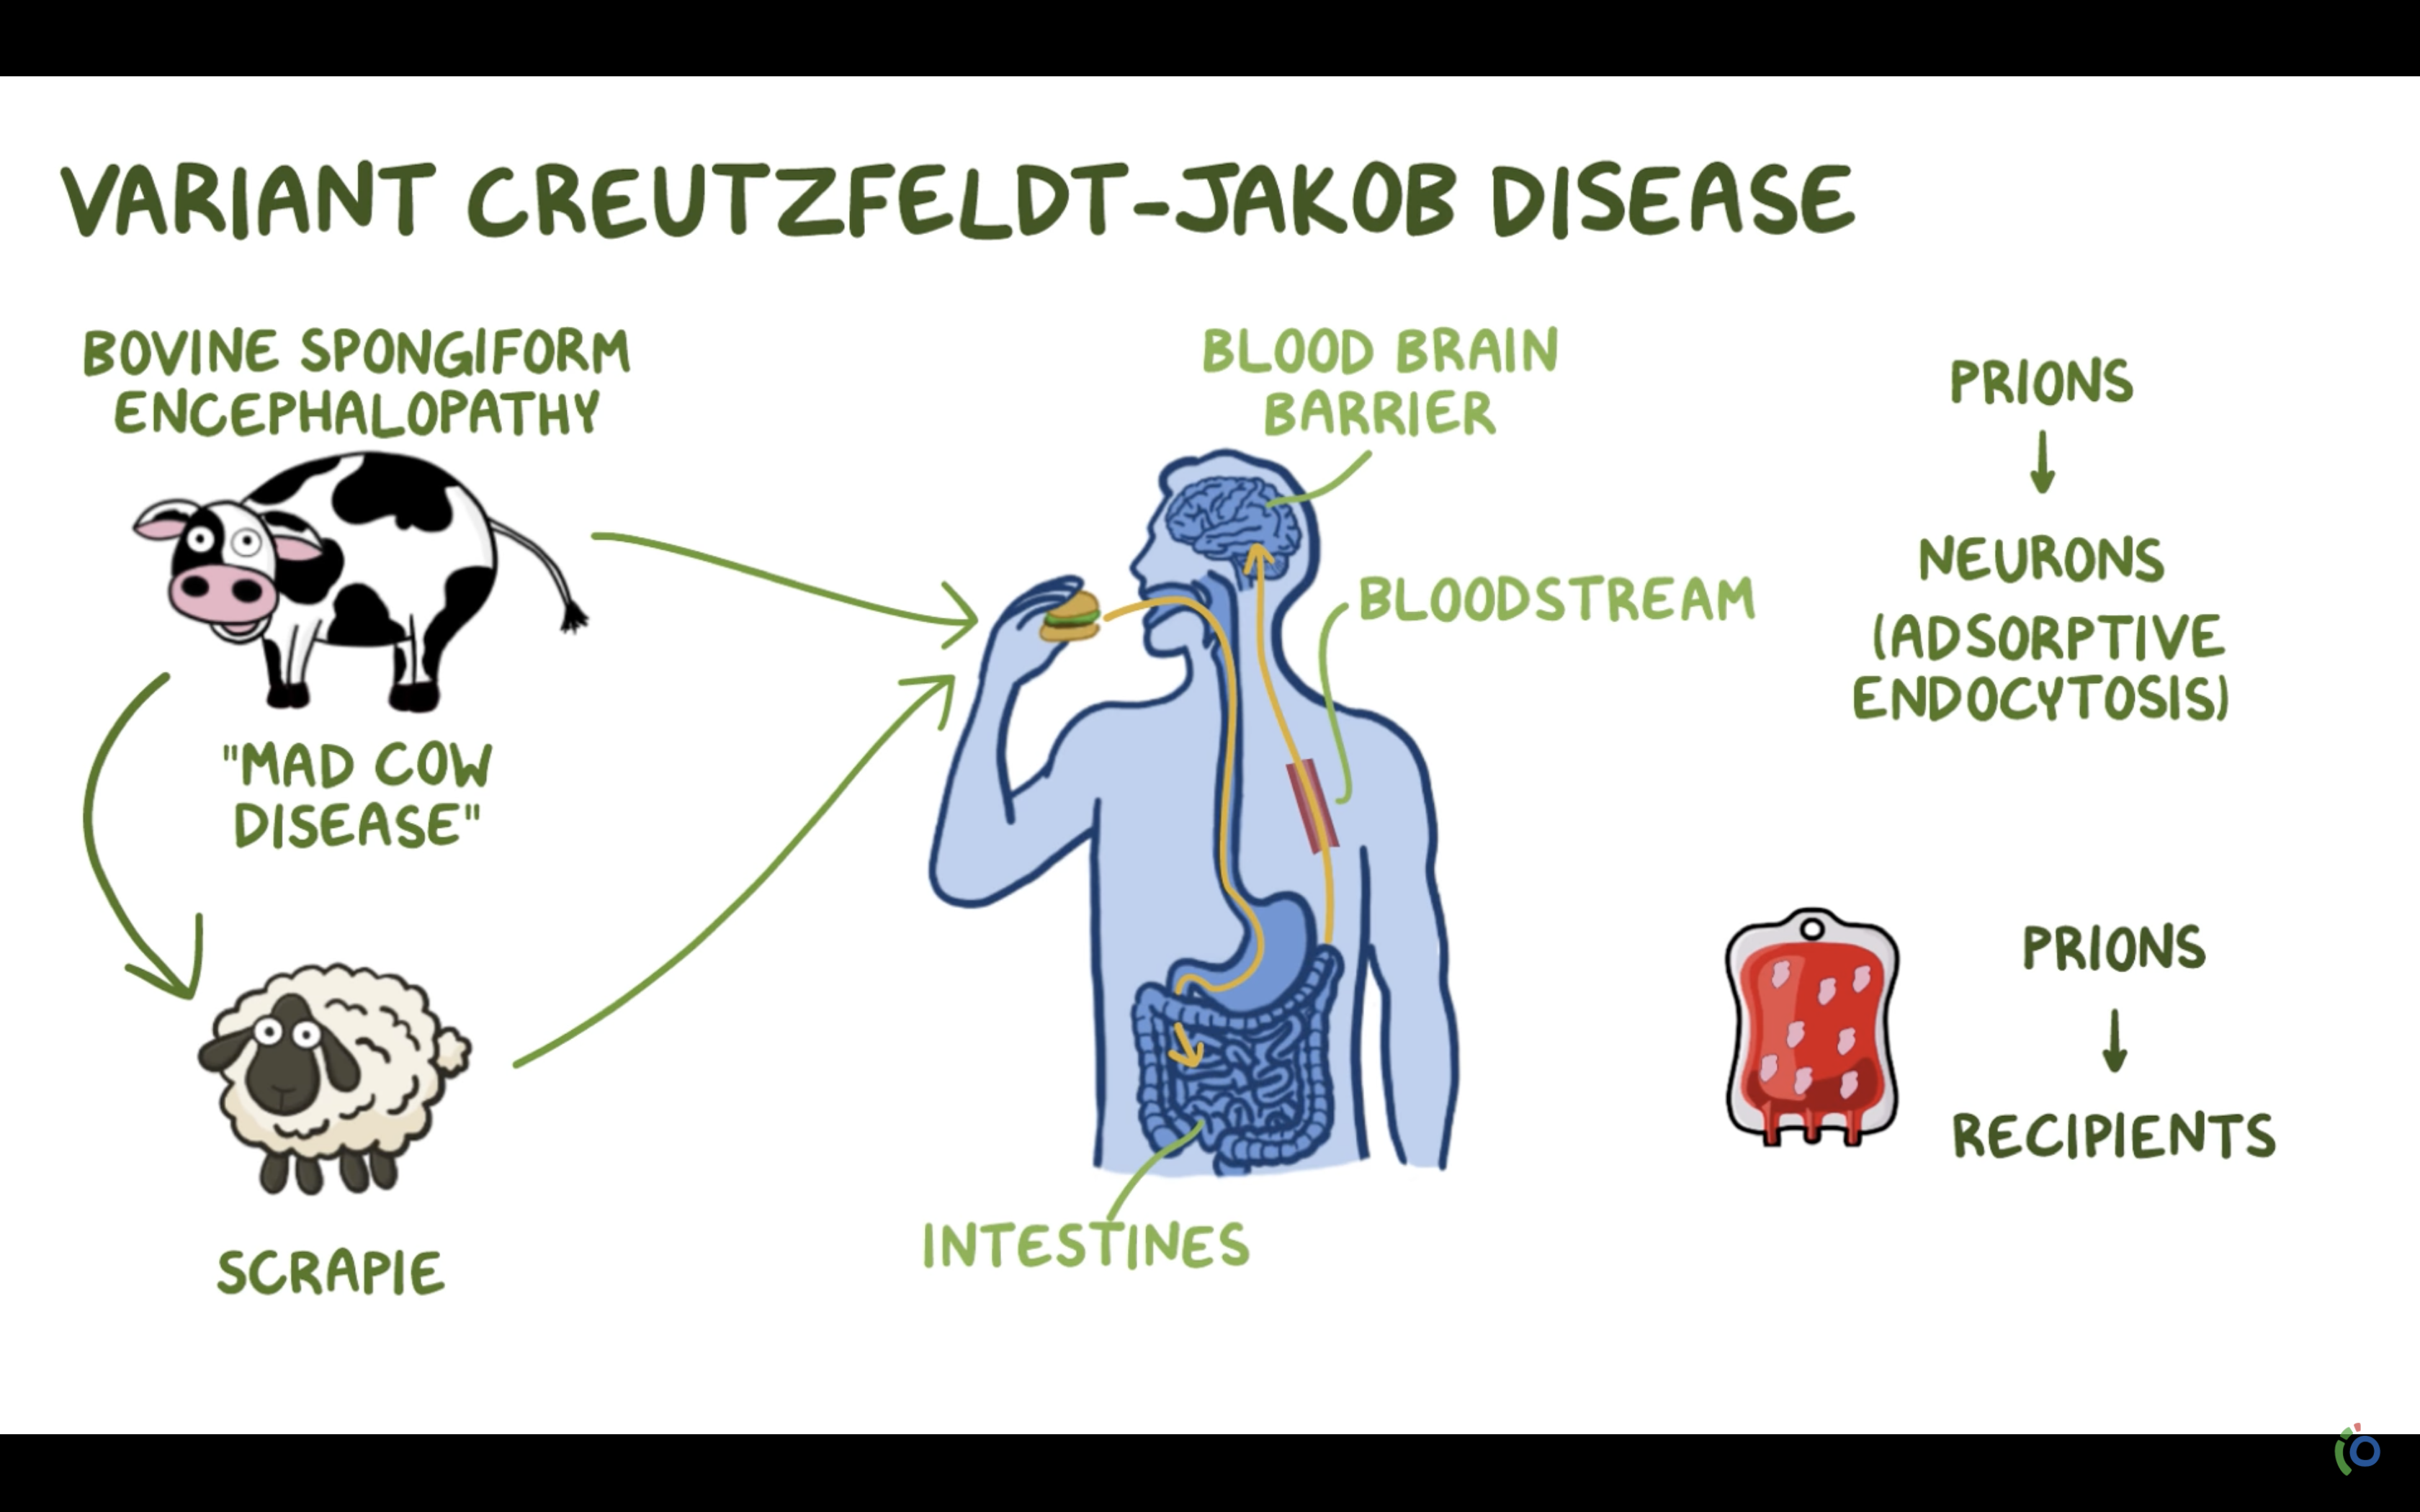 VARIANT CREUTZFELDT-JAKOB DISEASE
BOVINE SPONGIFORM
ENCEPHALOPATHY
"MAD COW
DISEASE"
SCRAPIE
BLOOD BRAIN
BARRIER
BLOODSTREAM
INTESTINES
PRIONS
NEURONS
(ADSORPTIVE
ENDOCYTOSIS)
PRIONS
RECIPIENTS